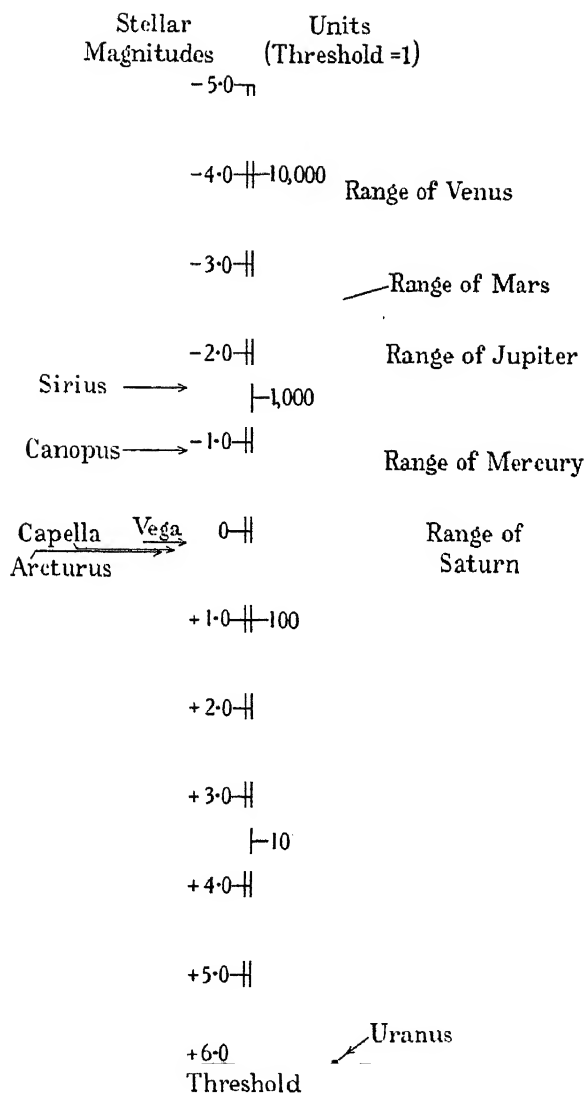 Stellar Magnitudes
Units (Threshold =1)
−5·0
−4·0 10,000 Range of Venus
−3·0
Range of Mars
−2·0 Range of Jupiter
Sirius
1,000
Canopus −1·0
Range of Mercury
Capella Vega 0 Range of Saturn
Arcturus
+1·0 100
+2·0
+3·0
10
+4·0
+5·0
Uranus
+6·0
Threshold